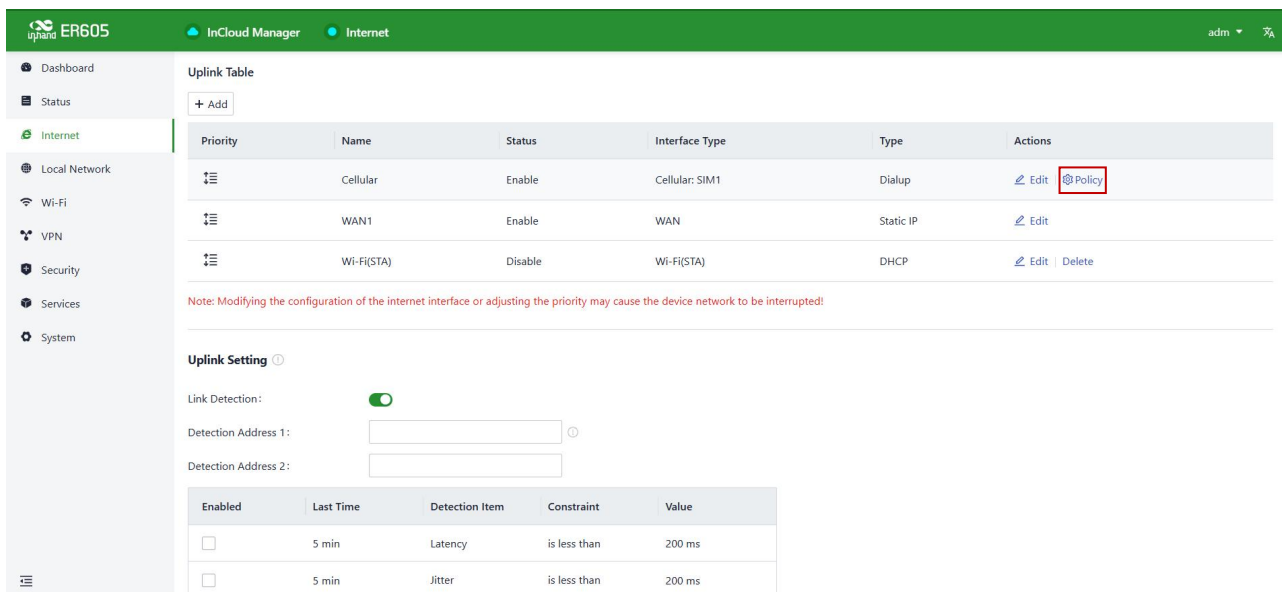 inhand ER605 InCloud Manager Internet adm
Dashboard
Status
Internet
Local Network
Wi-Fi
VPN
Security
Services
System
Uplink Table
+ Add
Priority Name Status Interface Type Type Actions
Cellular Enable Cellular: SIM1 Dialup Edit Policy
WAN1 Enable WAN Static IP Edit
Wi-Fi(STA) Disable Wi-Fi(STA) DHCP Edit Delete
Note: Modifying the configuration of the internet interface or adjusting the priority may cause the device network to be interrupted!
Uplink Setting
Link Detection:
Detection Address 1:
Detection Address 2:
Enabled Last Time Detection Item Constraint Value
5 min Latency is less than 200 ms
5 min Jitter is less than 200 ms